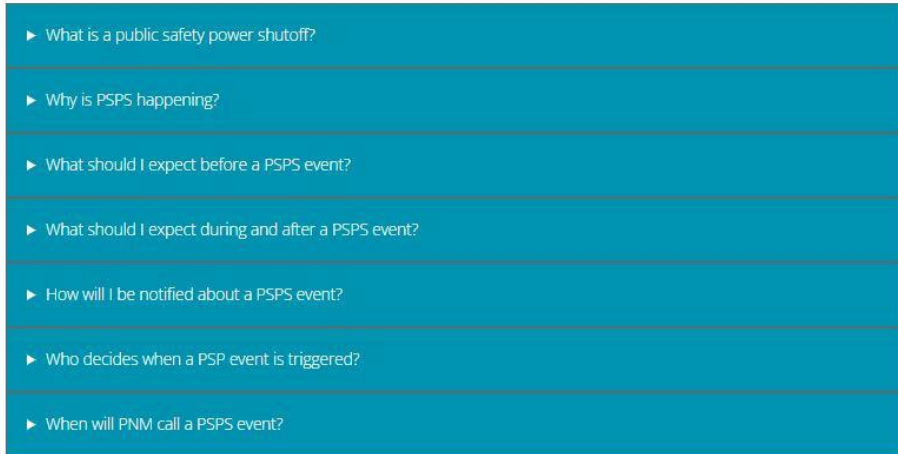 What is a public safety power shutoff?
Why is PSPS happening?
What should I expect before a PSPS event?
What should I expect during and after a PSPS event?
How will I be notified about a PSPS event?
Who decides when a PSP event is triggered?
When will PNM call a PSPS event?